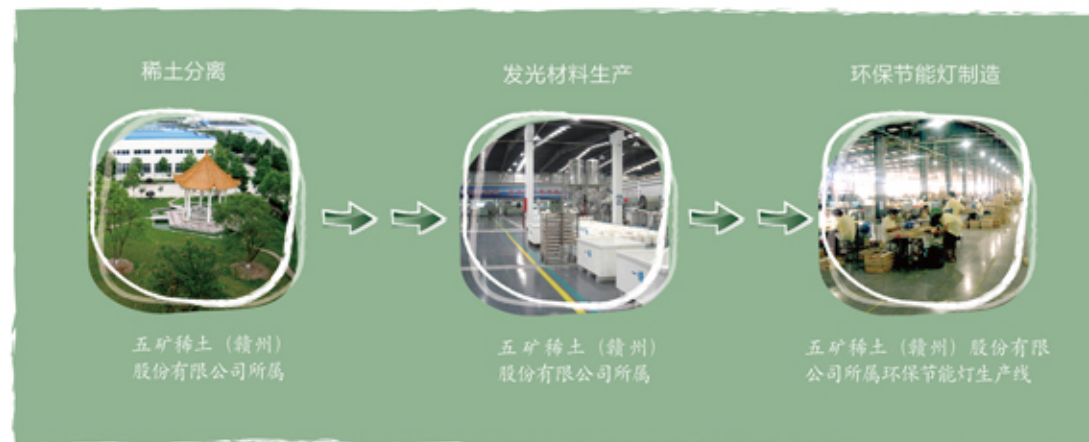 稀土分离
发光材料生产
环保节能灯制造
五矿稀土（赣州）
股份有限公司所属
五矿稀土（赣州）
股份有限公司所属
五矿稀土（赣州）股份有限
公司所属环保节能灯生产线